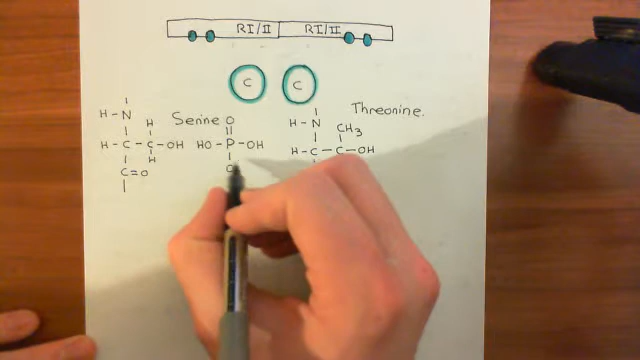 RI/II RI/II
C C
Serine Threonine.
H-N H O H-N CH3
H-C-C-OH HO-P-OH H-C-C-OH
H O
C=O